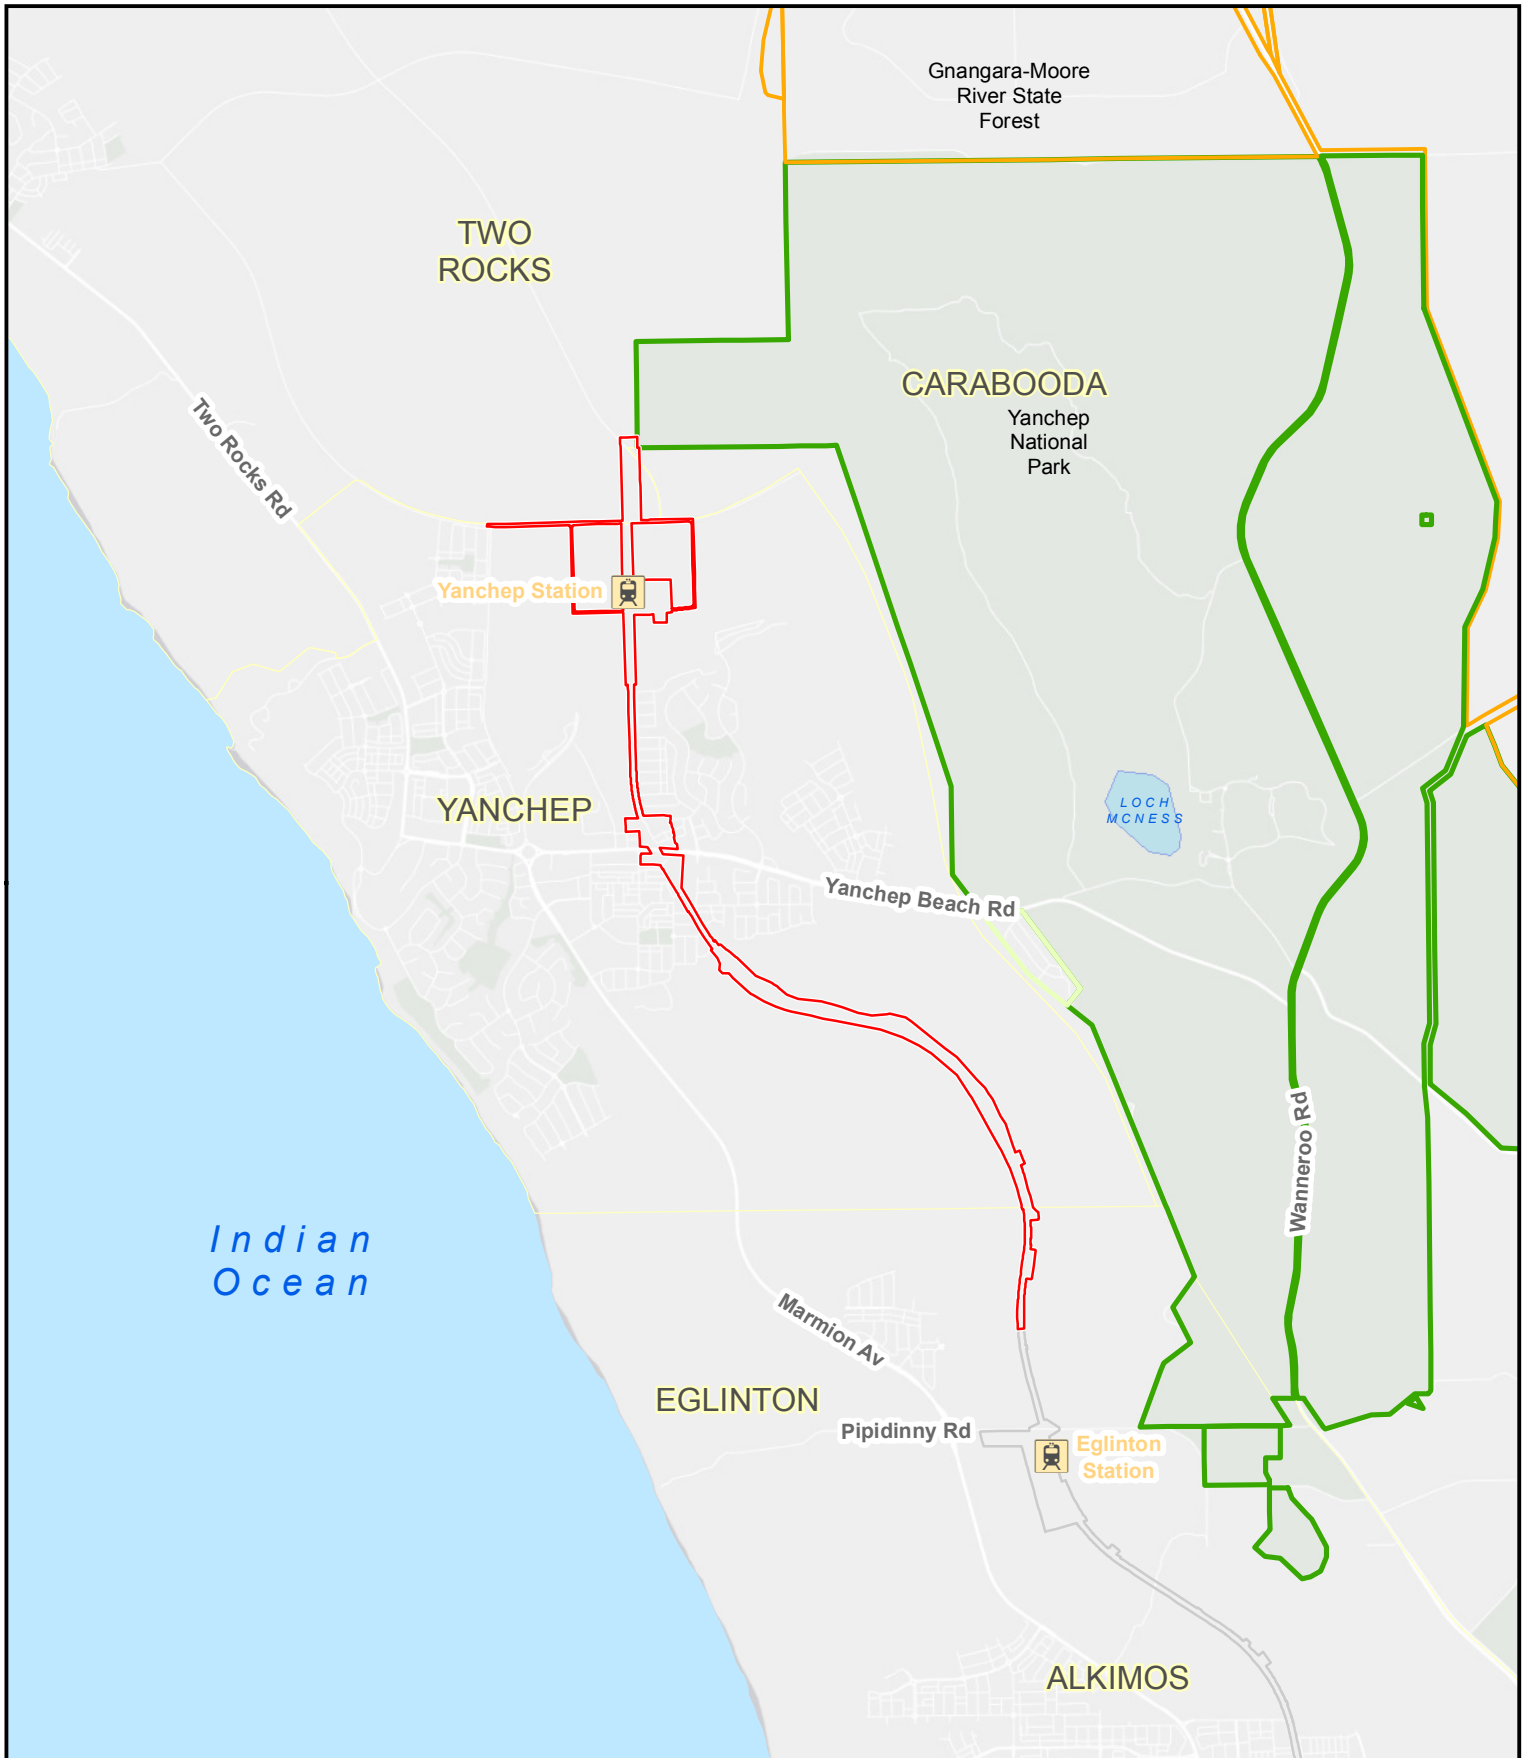 Gnangara-Moore
River State
Forest
TWO
ROCKS
CARABOODA
Yanchep
National
Park
Two Rocks Rd
Yanchep Station
LOCH
MCNESS
YANCHEP
Yanchep Beach Rd
Wanneroo Rd
Indian
Ocean
Marmion Av
EGLINTON
Pipidinny Rd
Eglinton
Station
ALKIMOS